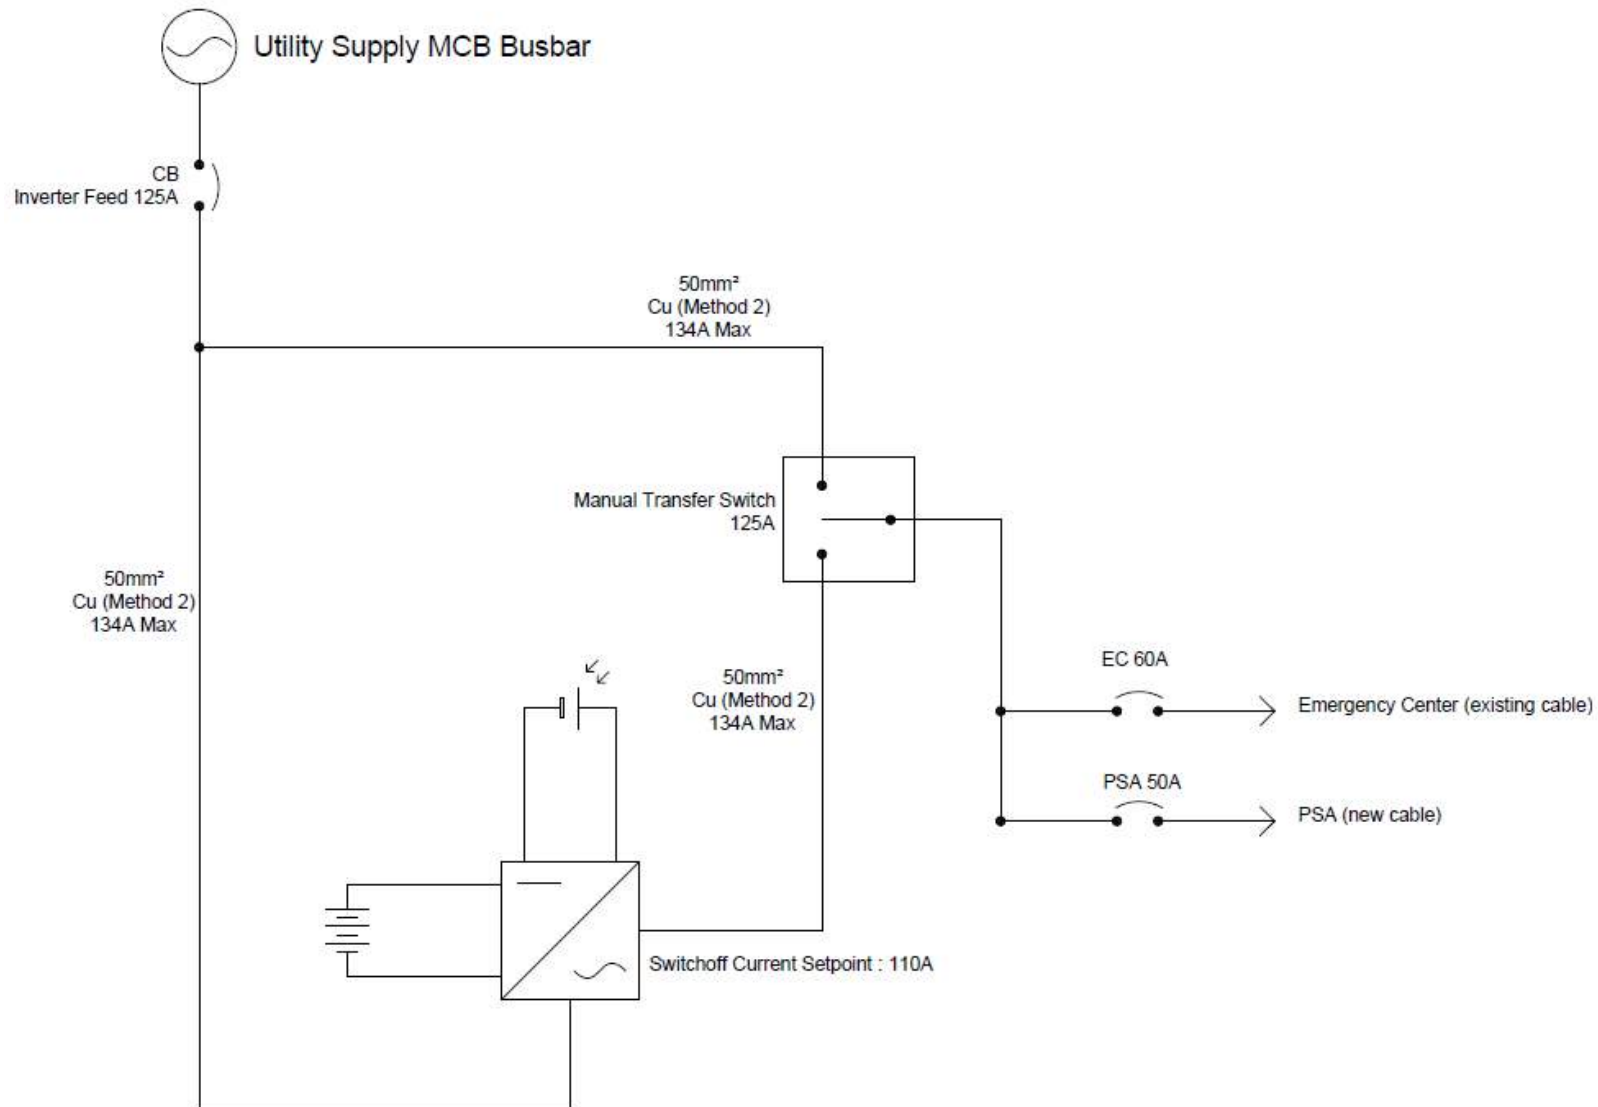 Utility Supply MCB Busbar
CB
Inverter Feed 125A
50mm²
Cu (Method 2)
134A Max
Manual Transfer Switch
125A
50mm²
Cu (Method 2)
134A Max
50mm²
Cu (Method 2)
134A Max
EC 60A
Emergency Center (existing cable)
PSA 50A
PSA (new cable)
Switchoff Current Setpoint : 110A